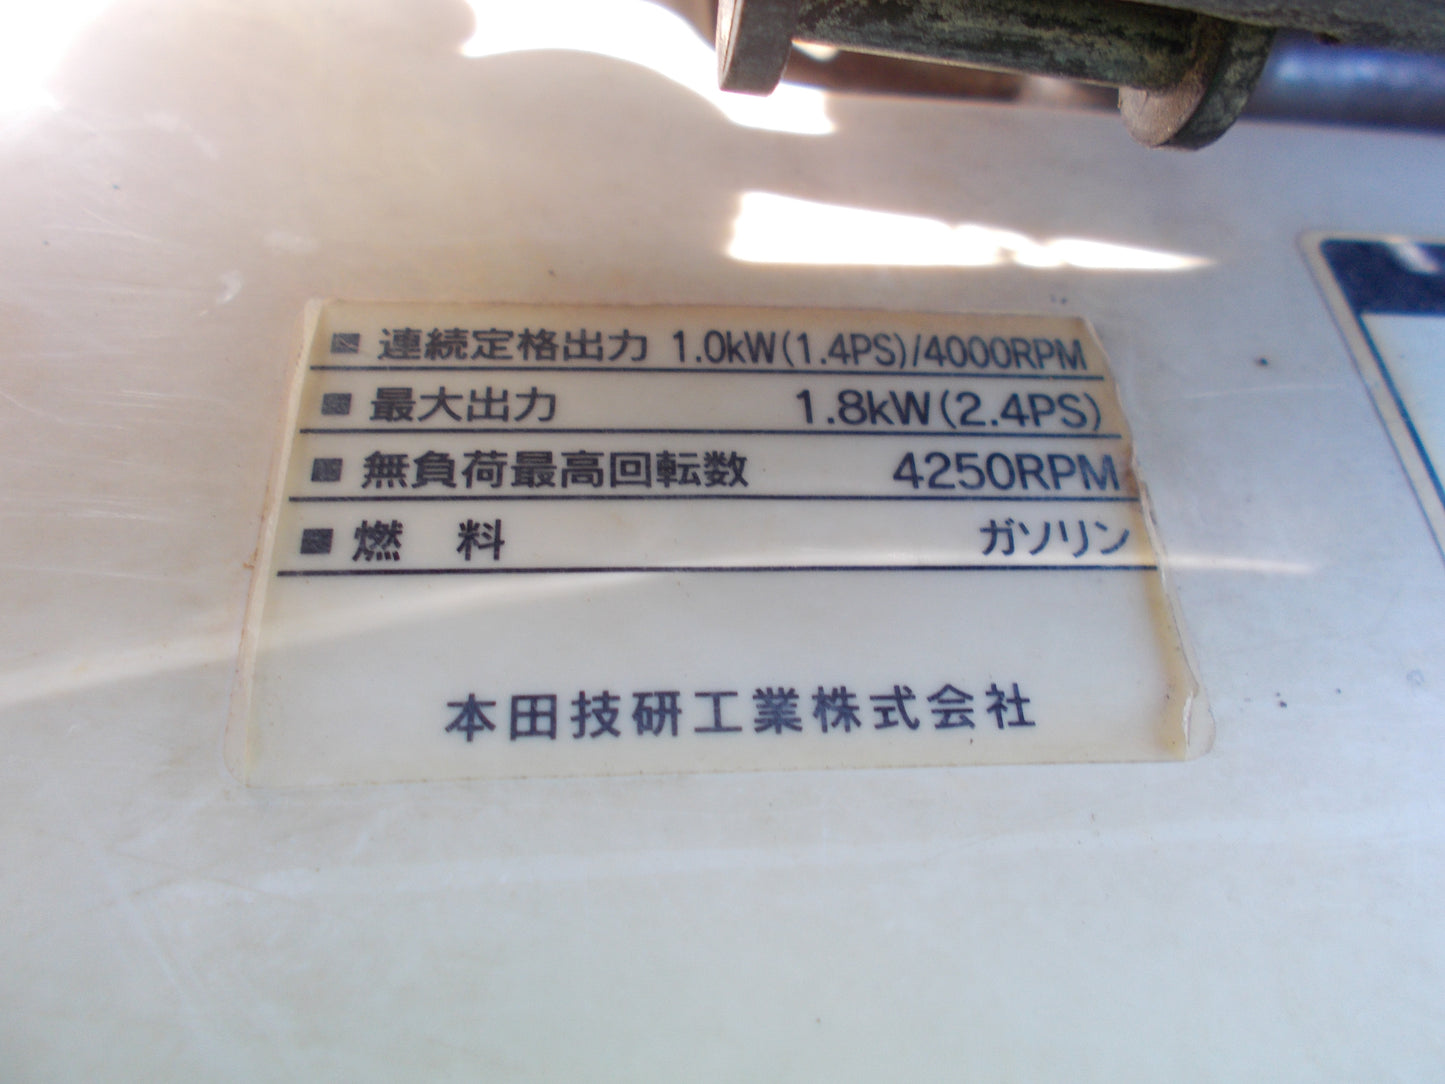 ■ 連続定格出力 1.0kW(1.4PS)/4000RPM
■ 最大出力 1.8kW(2.4PS)
■ 無負荷最高回転数 4250RPM
■ 燃 料 ガソリン
本田技研工業株式会社